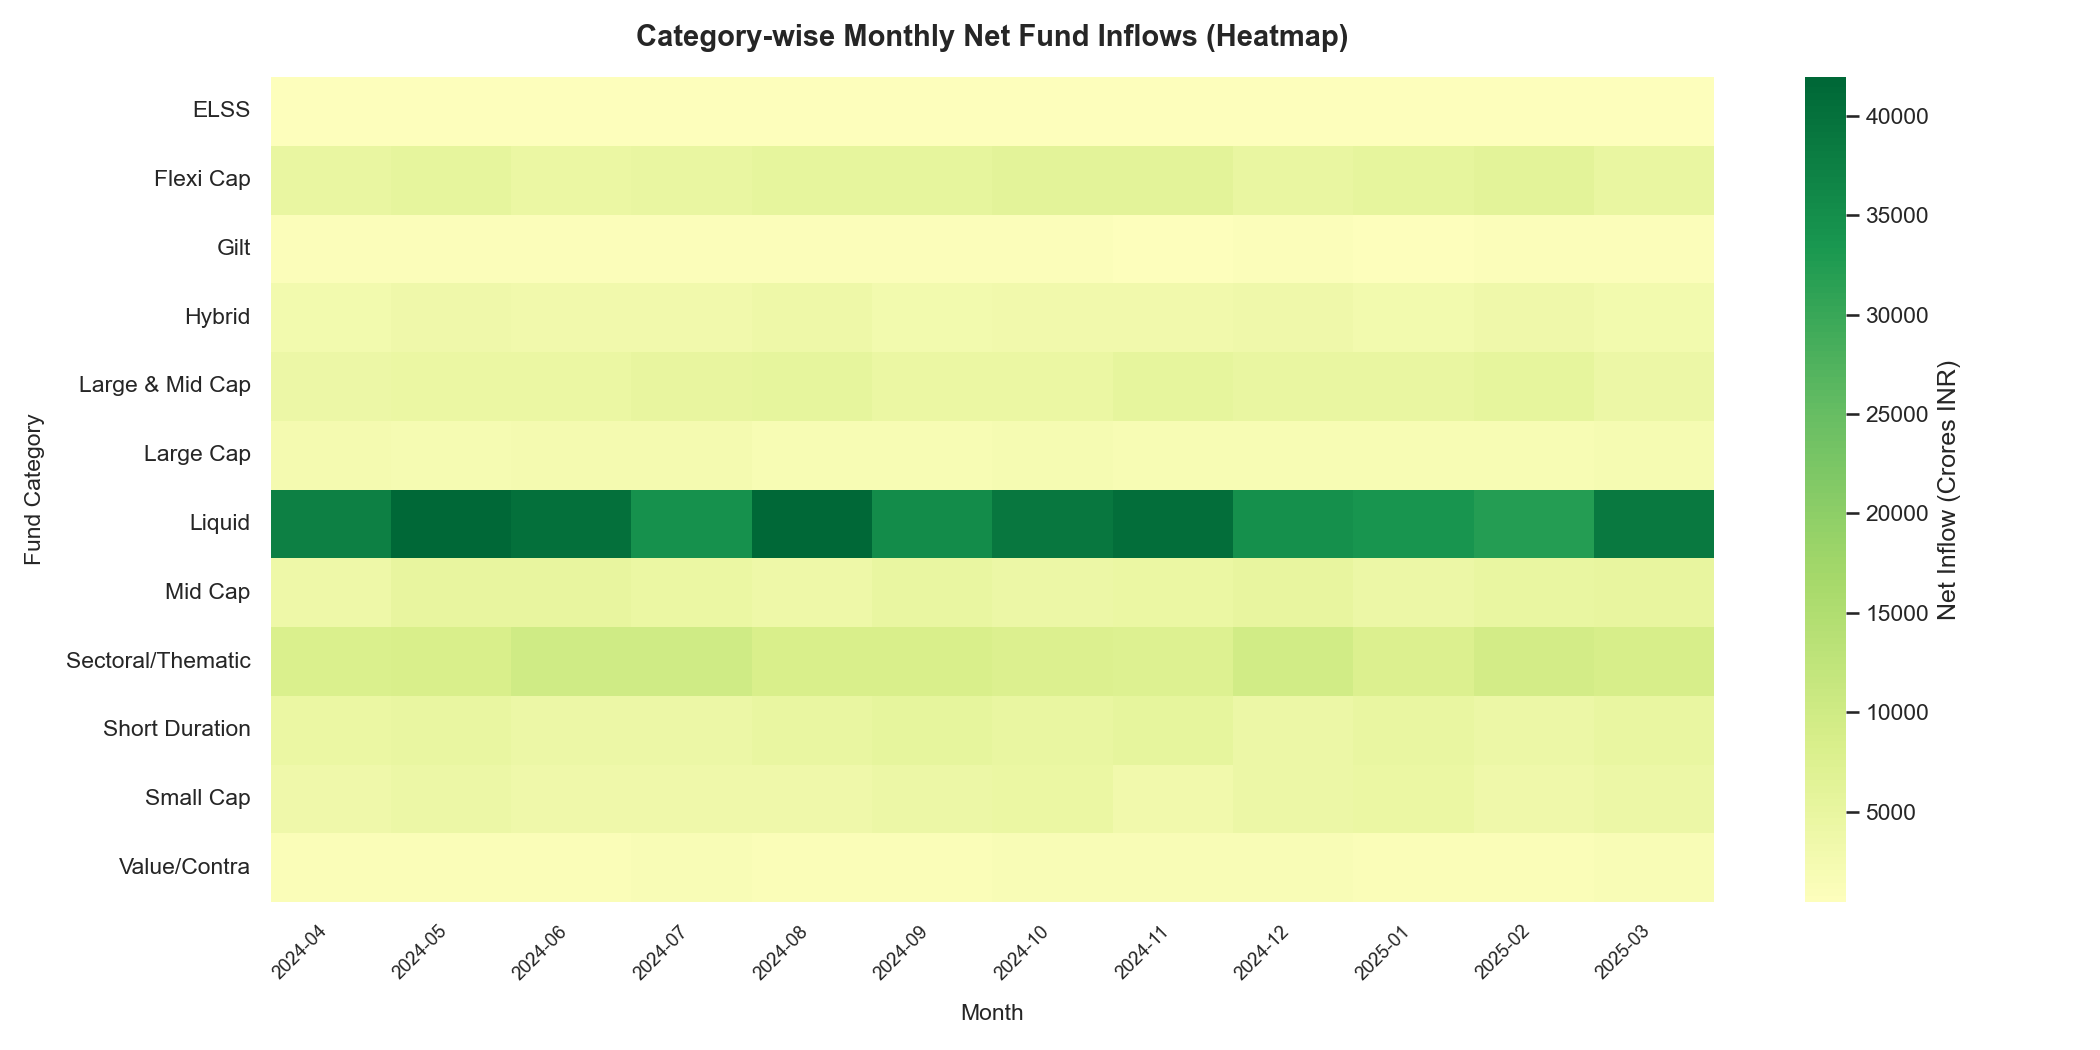 Category-wise Monthly Net Fund Inflows (Heatmap)
Fund Category
ELSS
Flexi Cap
Gilt
Hybrid
Large & Mid Cap
Large Cap
Liquid
Mid Cap
Sectoral/Thematic
Short Duration
Small Cap
Value/Contra
2024-04
2024-05
2024-06
2024-07
2024-08
2024-09
2024-10
2024-11
2024-12
2025-01
2025-02
2025-03
Month
40000
35000
30000
25000
20000
15000
10000
5000
Net Inflow (Crores INR)